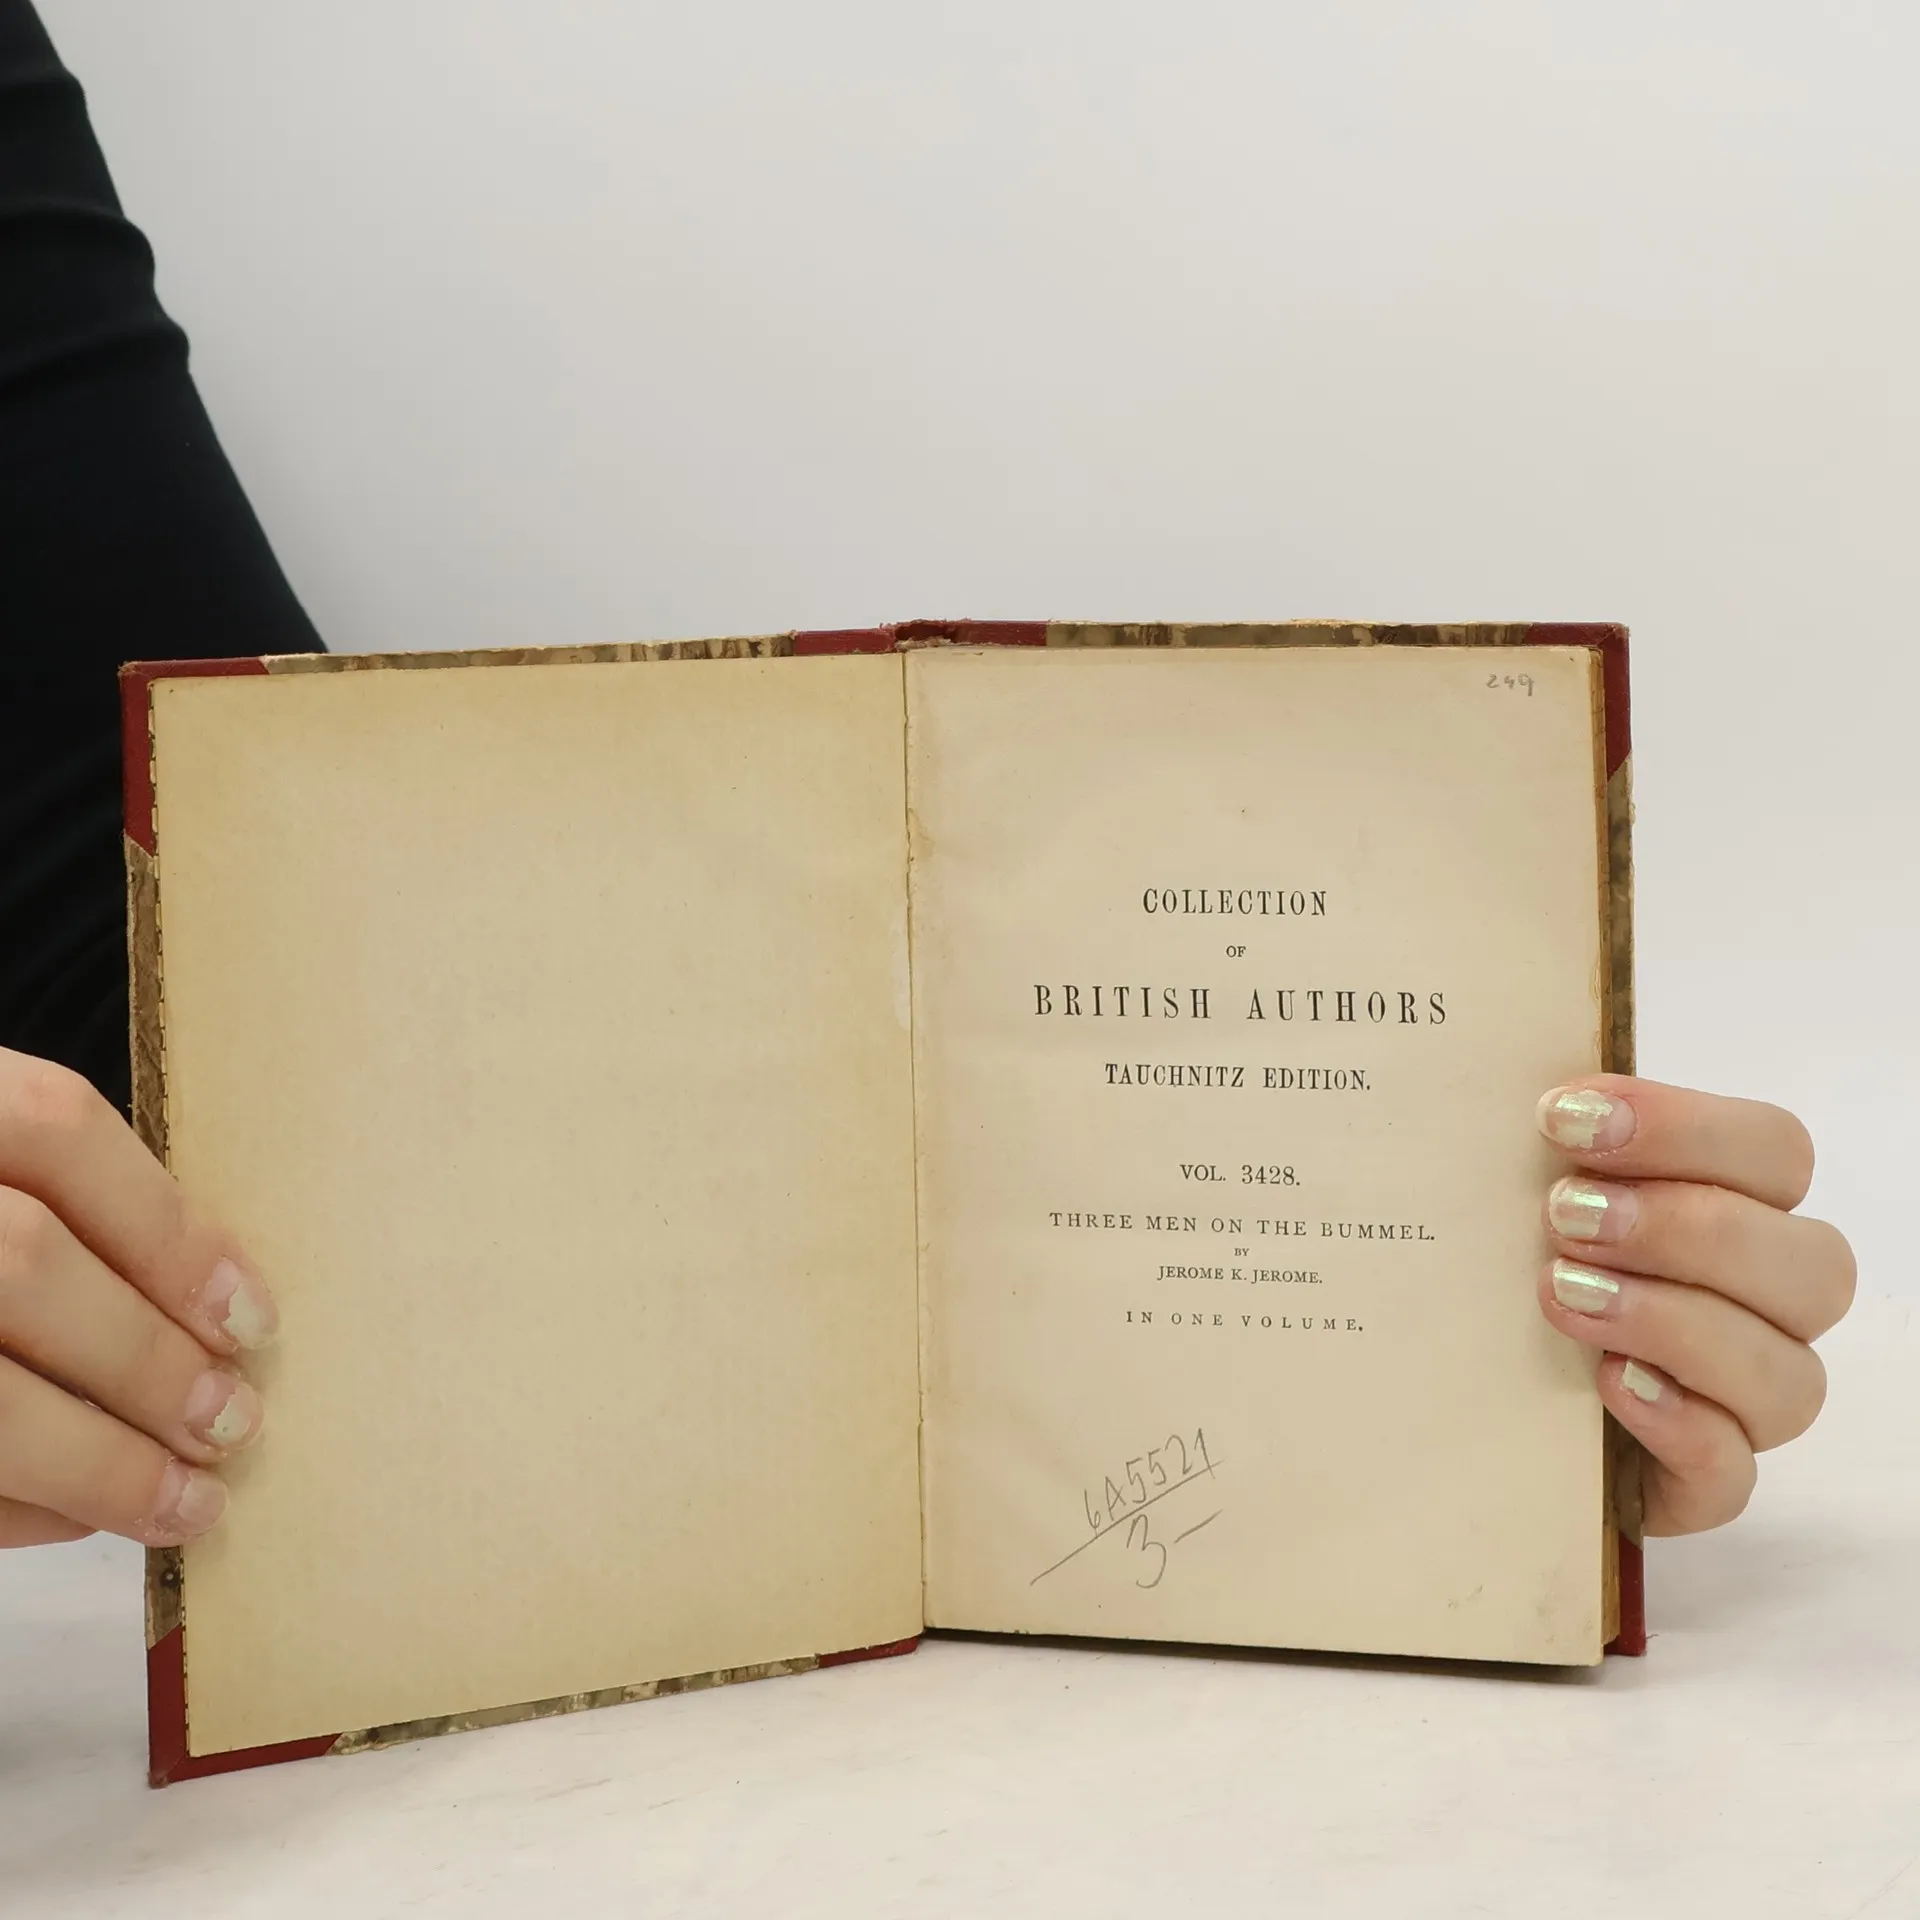 249
COLLECTION
OF
BRITISH AUTHORS
TAUCHNITZ EDITION.
VOL. 3428.
THREE MEN ON THE BUMMEL.
BY
JEROME K. JEROME.
IN ONE VOLUME.
6A5521
3–